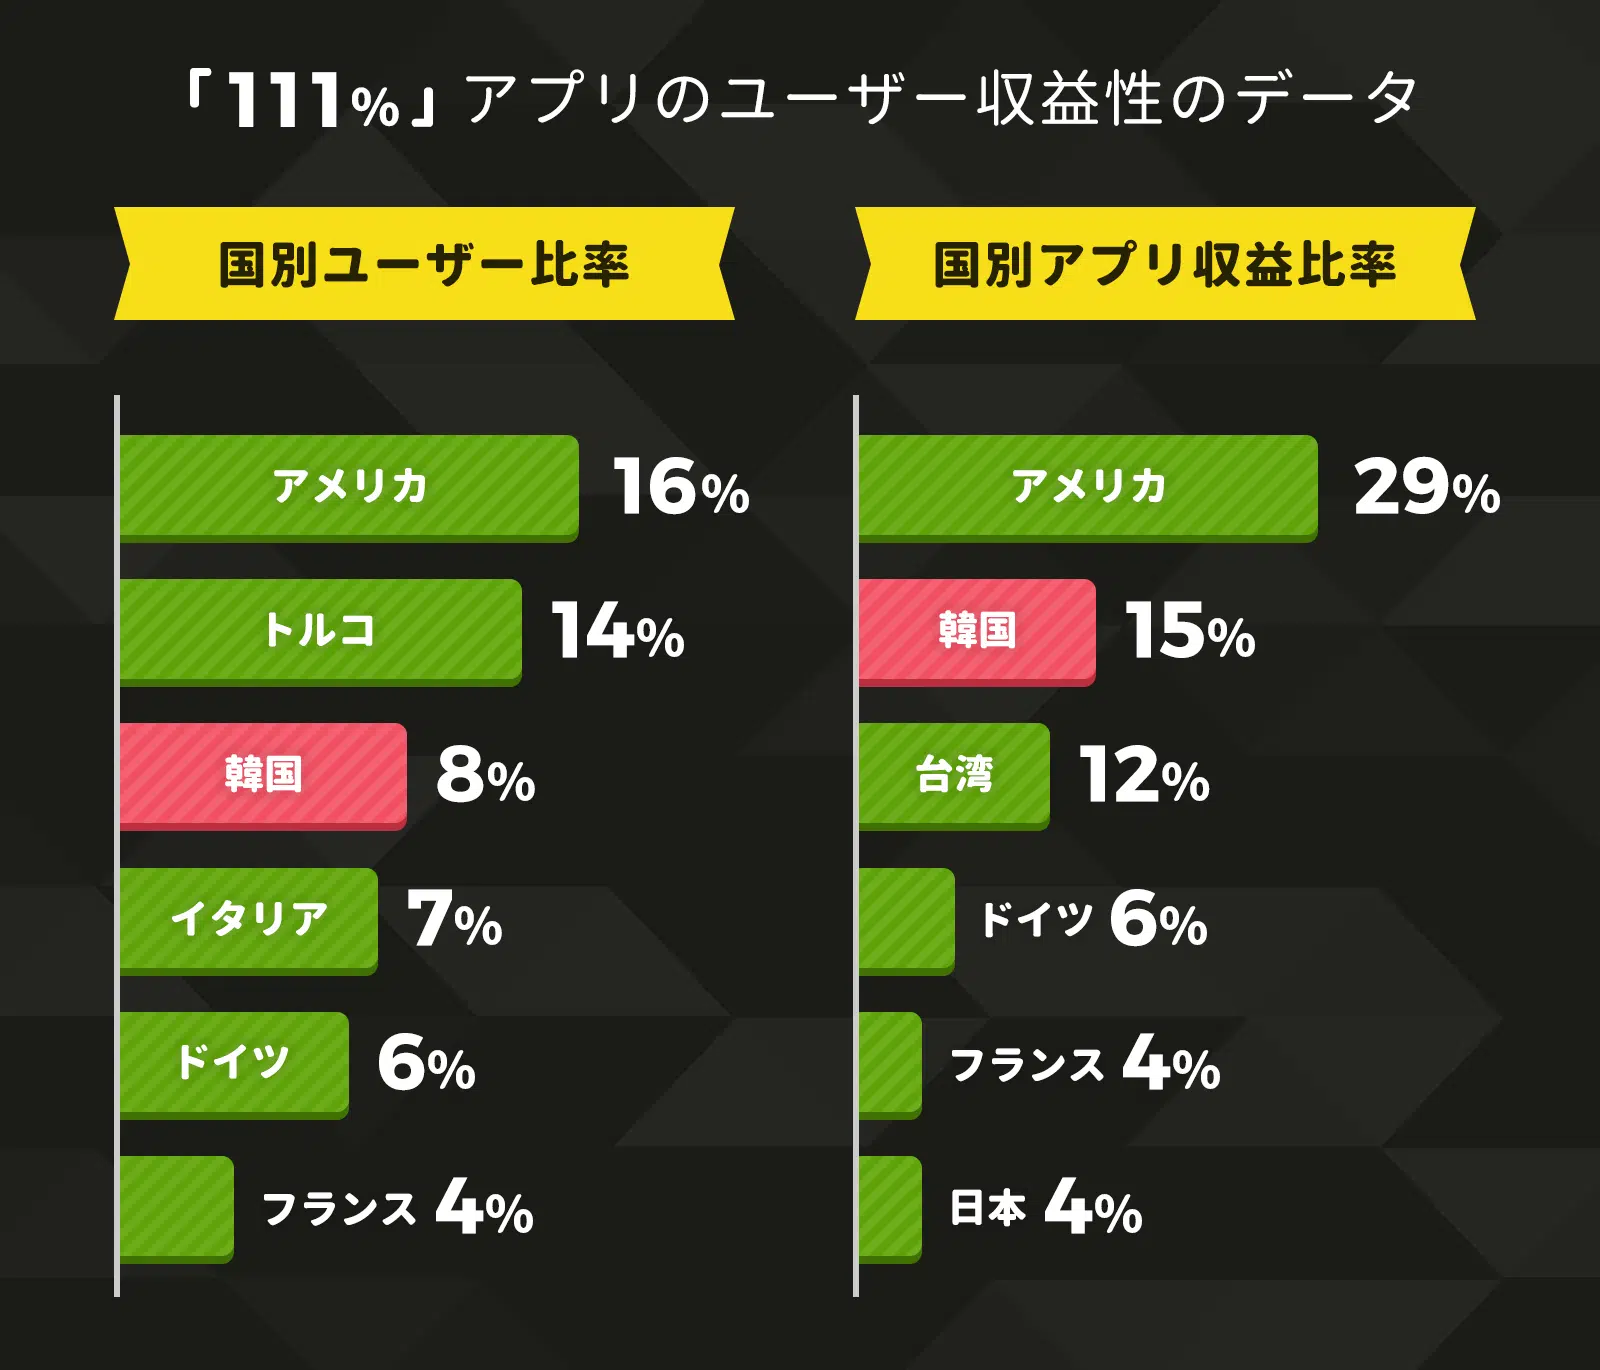 「111%」アプリのユーザー収益性のデータ
国別ユーザー比率
アメリカ 16%
トルコ 14%
韓国 8%
イタリア 7%
ドイツ 6%
フランス 4%
国別アプリ収益比率
アメリカ 29%
韓国 15%
台湾 12%
ドイツ 6%
フランス 4%
日本 4%